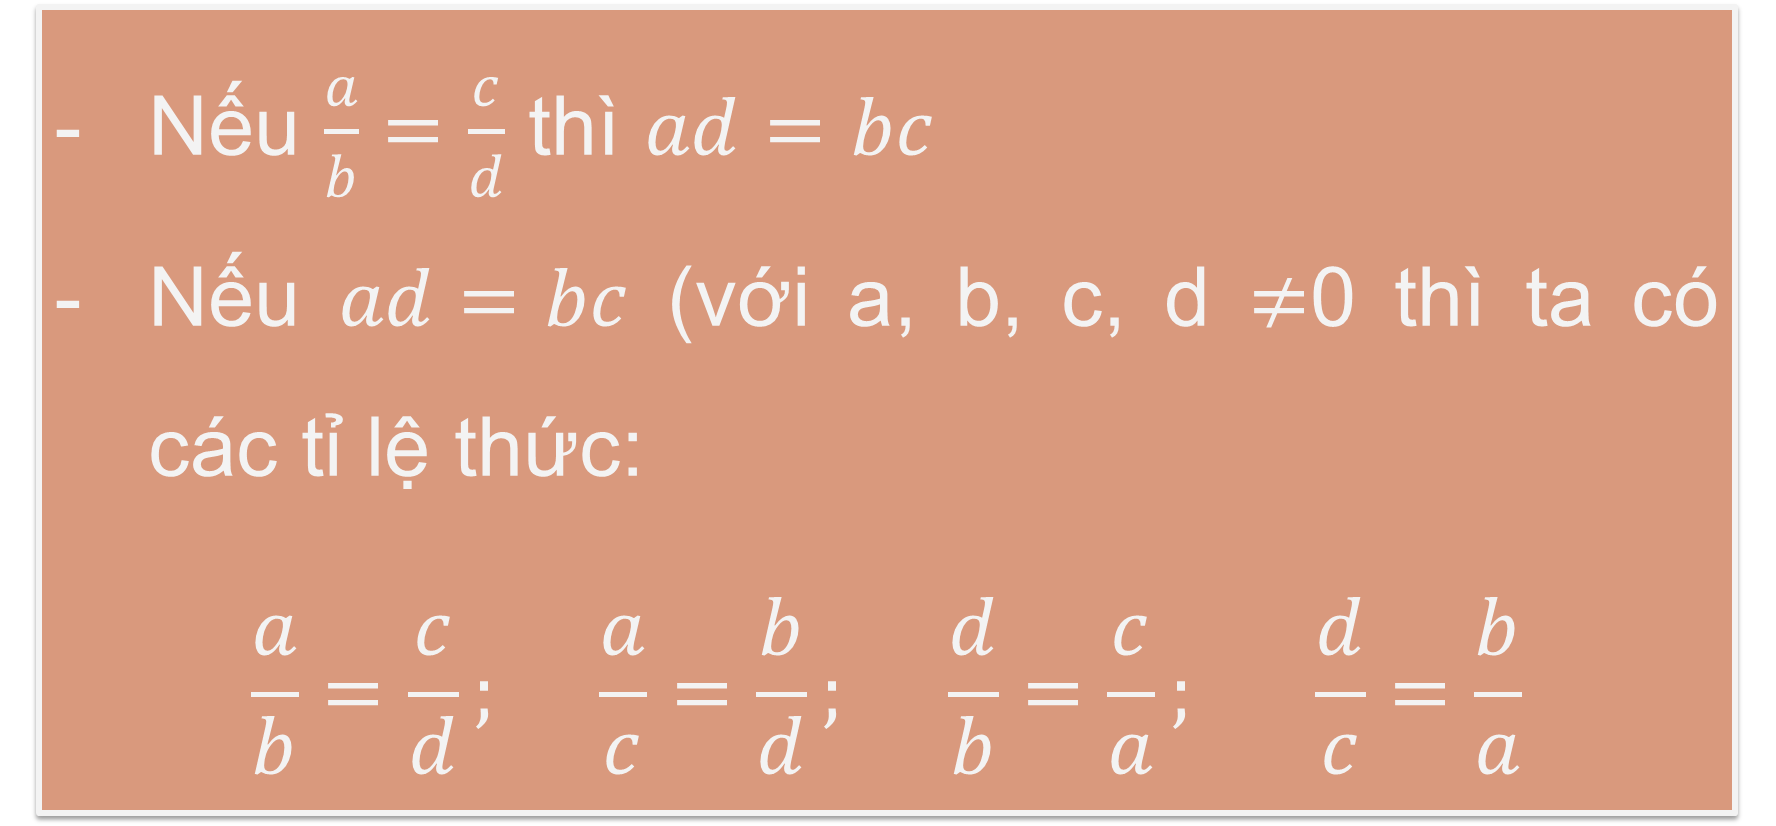 - Nếu a/b = c/d thì ad = bc
- Nếu ad = bc (với a, b, c, d ≠0 thì ta có
các tỉ lệ thức:
a/b = c/d; a/c = b/d; d/b = c/a; d/c = b/a